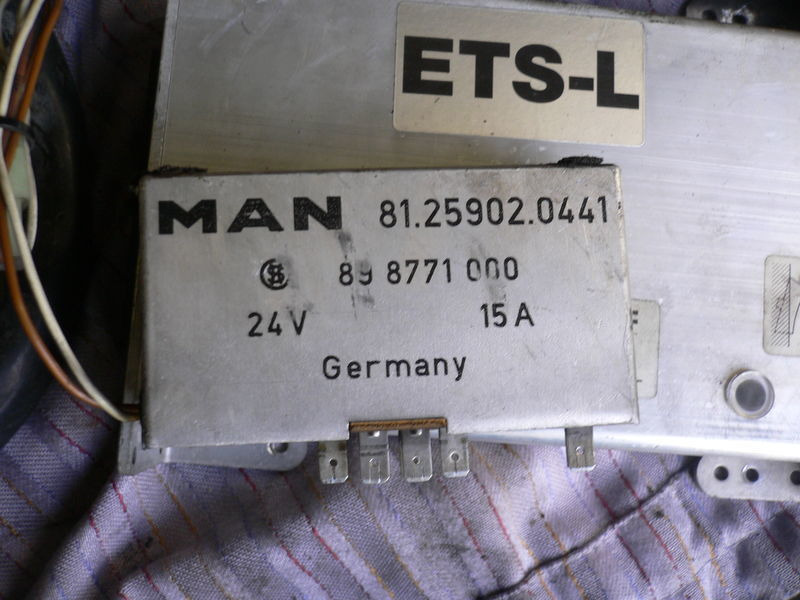 ETS-L
MAN 81.25902.0441
89 8771 000
24V 15A
Germany